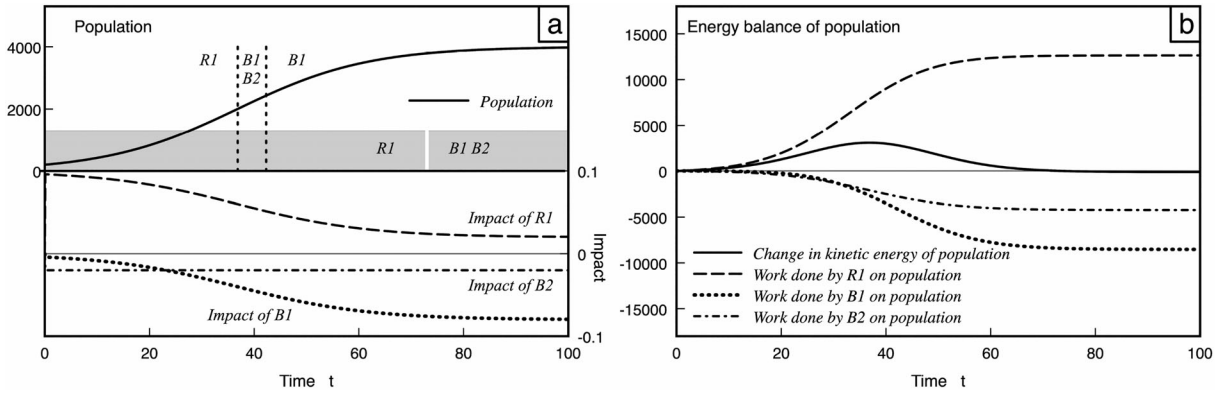 Population
a
4000
R1
B1
B1
B2
2000
Population
R1
B1 B2
0
0.1
Impact of R1
0
Impact
Impact of B2
Impact of B1
-0.1
0
20
40
60
80
100
Time t
Energy balance of population
b
15000
10000
5000
0
-5000
-10000
-15000
Change in kinetic energy of population
Work done by R1 on population
Work done by B1 on population
Work done by B2 on population
0
20
40
60
80
100
Time t